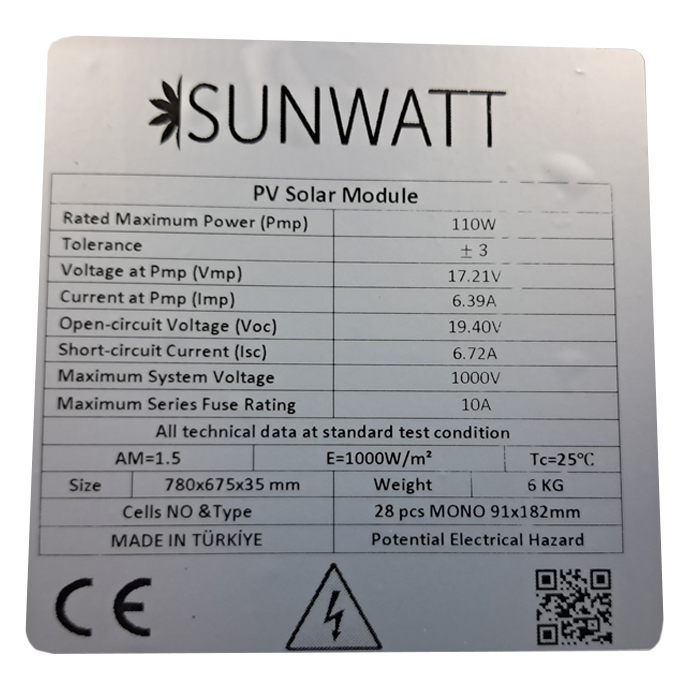 SUNWATT
PV Solar Module
Rated Maximum Power (Pmp) 110W
Tolerance ± 3
Voltage at Pmp (Vmp) 17.21V
Current at Pmp (Imp) 6.39A
Open-circuit Voltage (Voc) 19.40V
Short-circuit Current (Isc) 6.72A
Maximum System Voltage 1000V
Maximum Series Fuse Rating 10A
All technical data at standard test condition
AM=1.5 E=1000W/m² Tc=25℃
Size 780x675x35 mm Weight 6 KG
Cells NO &Type 28 pcs MONO 91x182mm
MADE IN TÜRKİYE Potential Electrical Hazard
CE